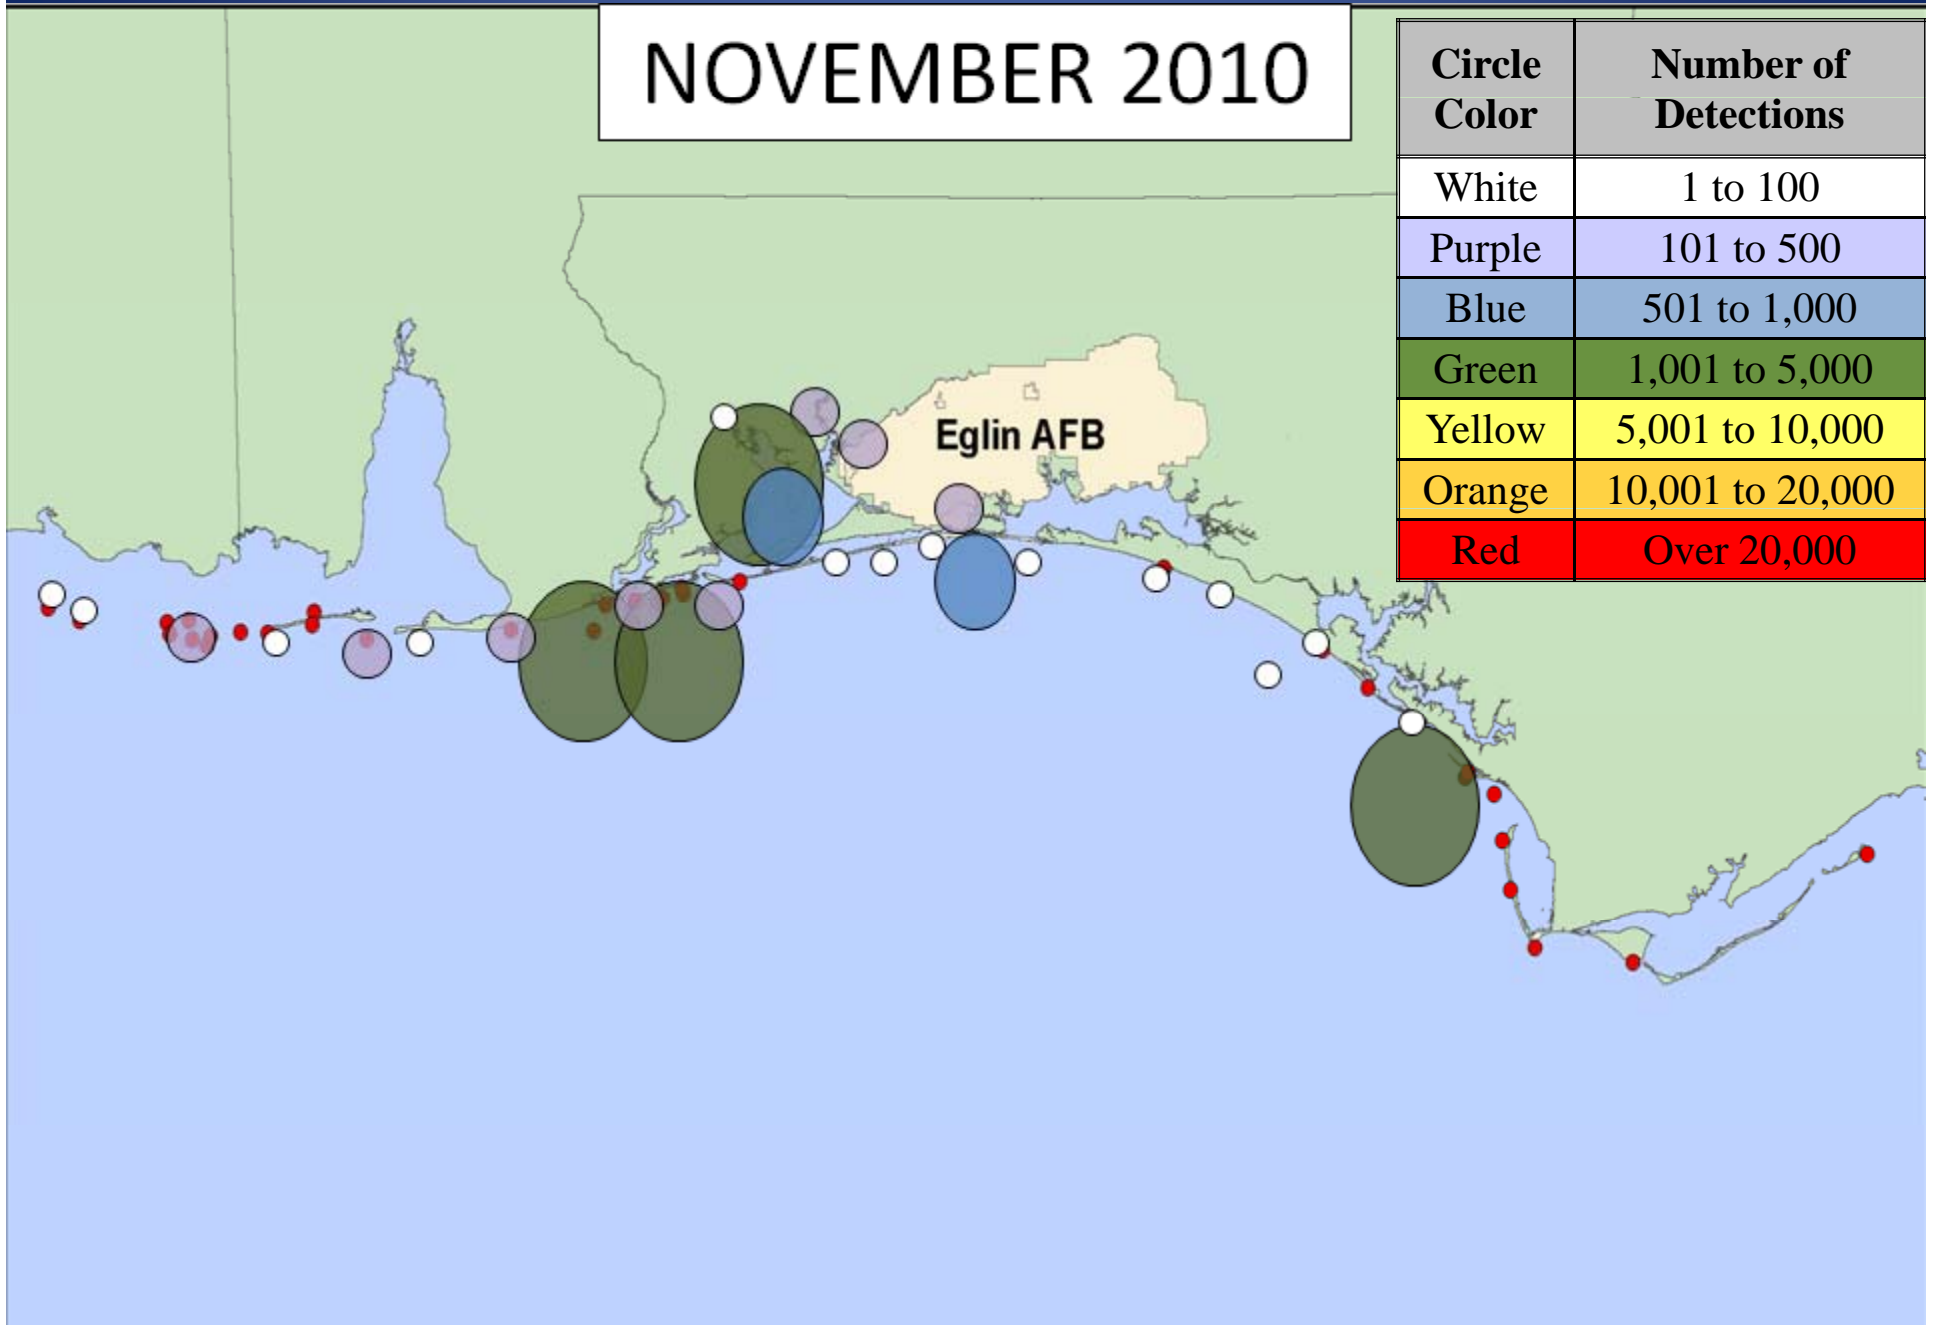 NOVEMBER 2010
Circle Color Number of Detections
White 1 to 100
Purple 101 to 500
Blue 501 to 1,000
Green 1,001 to 5,000
Yellow 5,001 to 10,000
Orange 10,001 to 20,000
Red Over 20,000
Eglin AFB